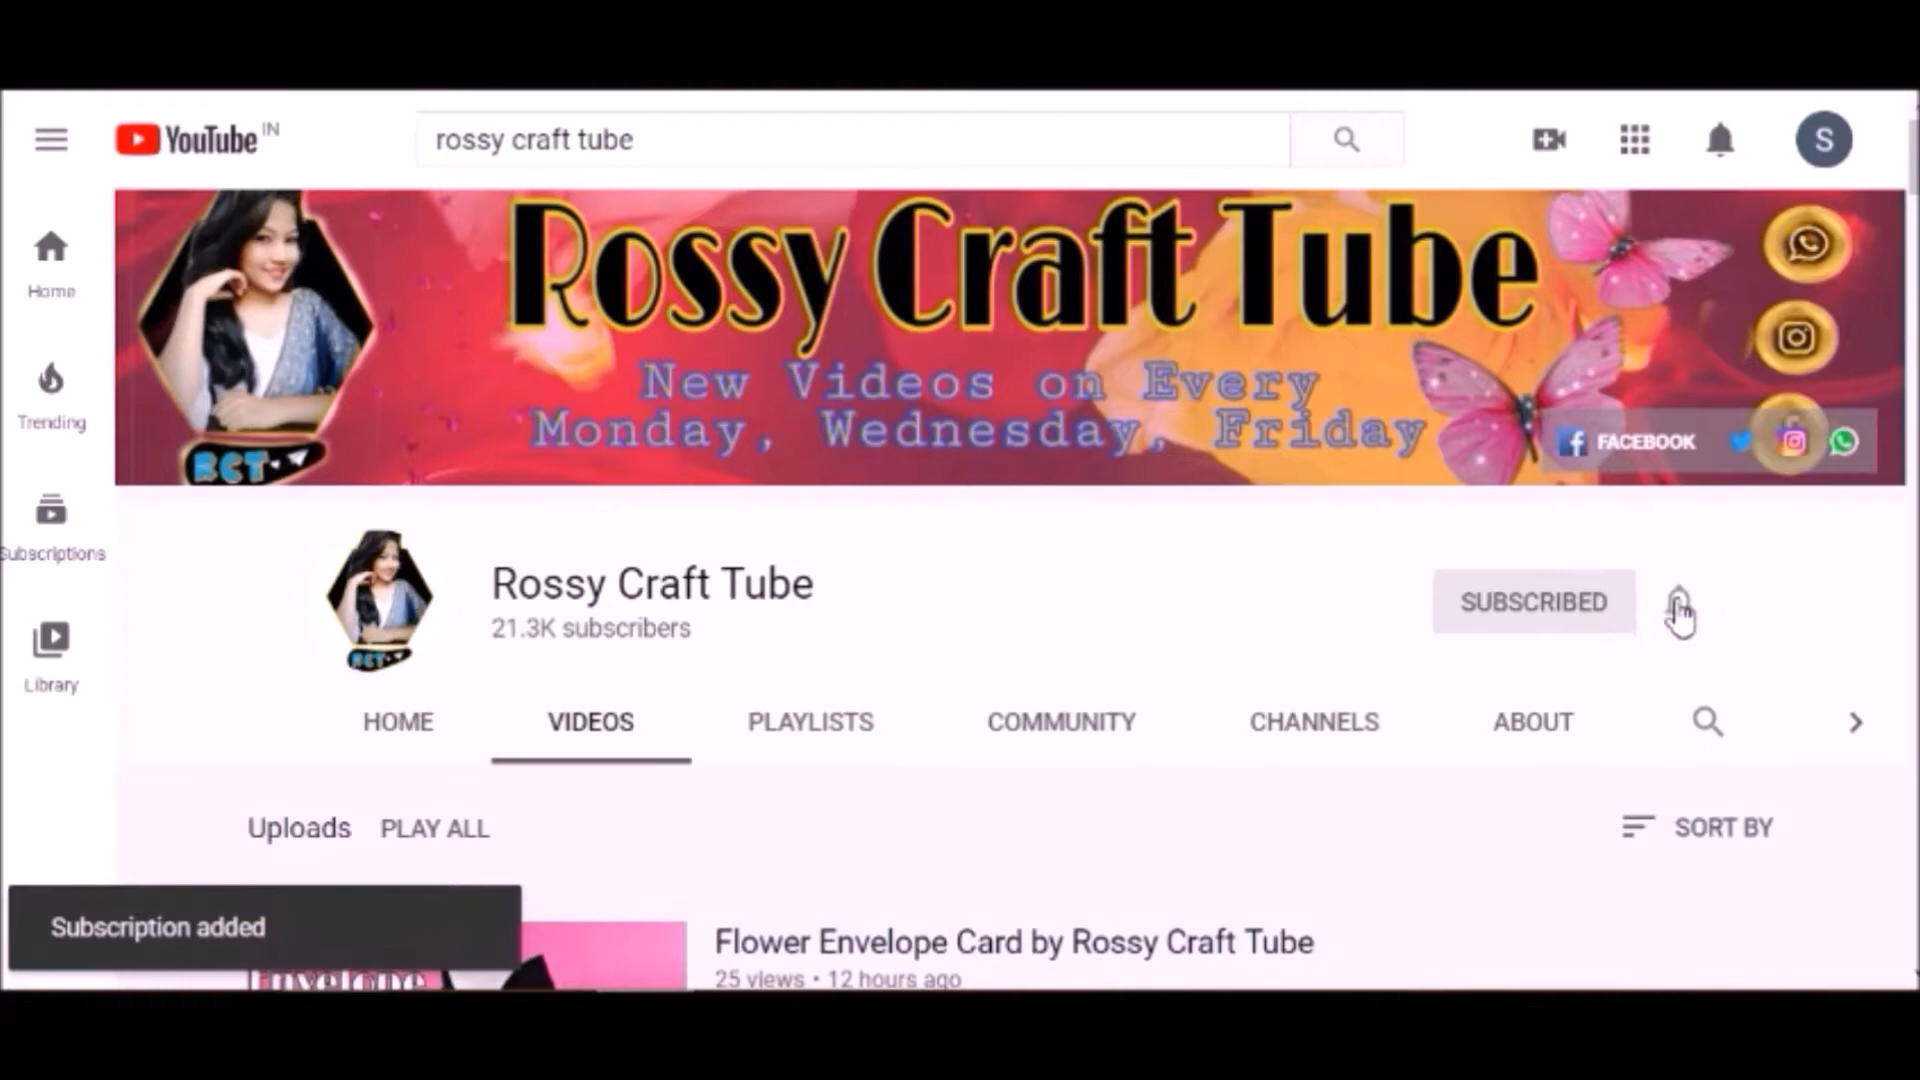 YouTube IN
rossy craft tube
S
Rossy Craft Tube
New Videos on Every
Monday, Wednesday, Friday
RCT
FACEBOOK
Home
Trending
Subscriptions
Library
Rossy Craft Tube
21.3K subscribers
SUBSCRIBED
RCT
HOME VIDEOS PLAYLISTS COMMUNITY CHANNELS ABOUT
Uploads PLAY ALL
SORT BY
Subscription added
Envelope
Flower Envelope Card by Rossy Craft Tube
25 views • 12 hours ago